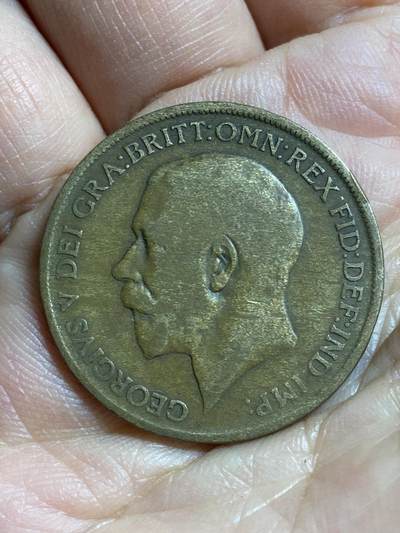 GEORGIVS V DEI GRA:BRITT:OMN:REX FID:DEF:IND IMP: